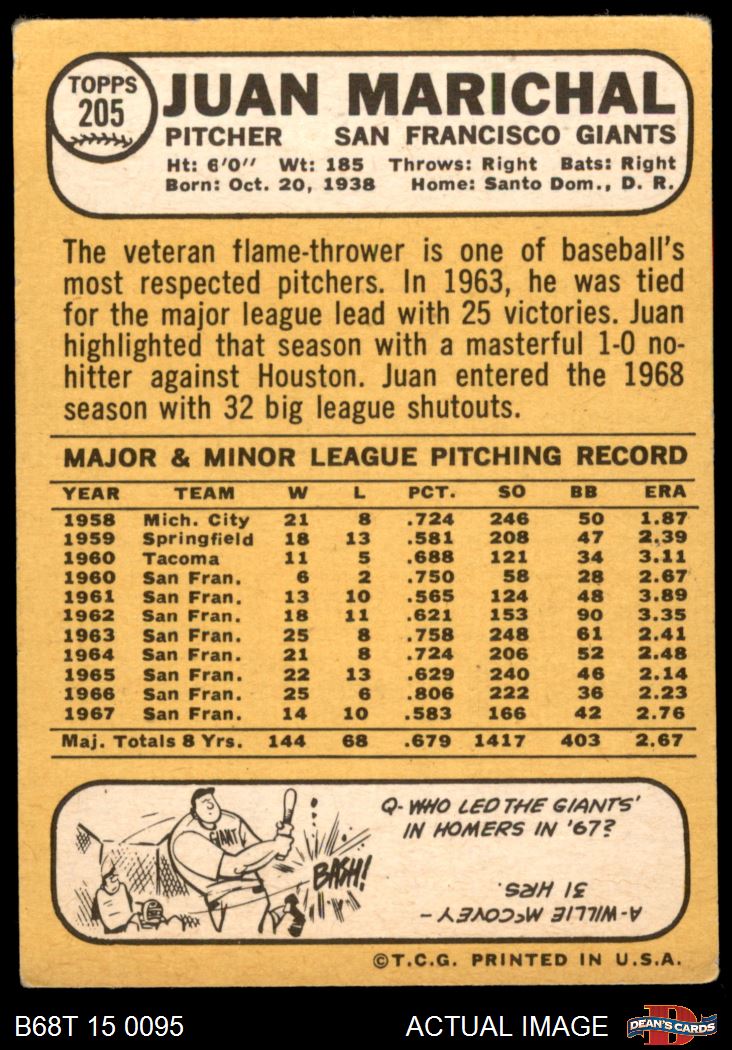 TOPPS
205
JUAN MARICHAL
PITCHER SAN FRANCISCO GIANTS
Ht: 6'0" Wt: 185 Throws: Right Bats: Right
Born: Oct. 20, 1938 Home: Santo Dom., D. R.
The veteran flame-thrower is one of baseball's
most respected pitchers. In 1963, he was tied
for the major league lead with 25 victories. Juan
highlighted that season with a masterful 1-0 no-
hitter against Houston. Juan entered the 1968
season with 32 big league shutouts.
MAJOR & MINOR LEAGUE PITCHING RECORD
YEAR TEAM W L PCT. SO BB ERA
1958 Mich. City 21 8 .724 246 50 1.87
1959 Springfield 18 13 .581 208 47 2.39
1960 Tacoma 11 5 .688 121 34 3.11
1960 San Fran. 6 2 .750 58 28 2.67
1961 San Fran. 13 10 .565 124 48 3.89
1962 San Fran. 18 11 .621 153 90 3.35
1963 San Fran. 25 8 .758 248 61 2.41
1964 San Fran. 21 8 .724 206 52 2.48
1965 San Fran. 22 13 .629 240 46 2.14
1966 San Fran. 25 6 .806 222 36 2.23
1967 San Fran. 14 10 .583 166 42 2.76
Maj. Totals 8 Yrs. 144 68 .679 1417 403 2.67
GIANT
BASH!
Q-WHO LED THE GIANTS'
IN HOMERS IN '67?
A-WILLIE McCOVEY –
31 HRS.
©T.C.G. PRINTED IN U.S.A.
B68T 15 0095 ACTUAL IMAGE
D
DEAN'S CARDS